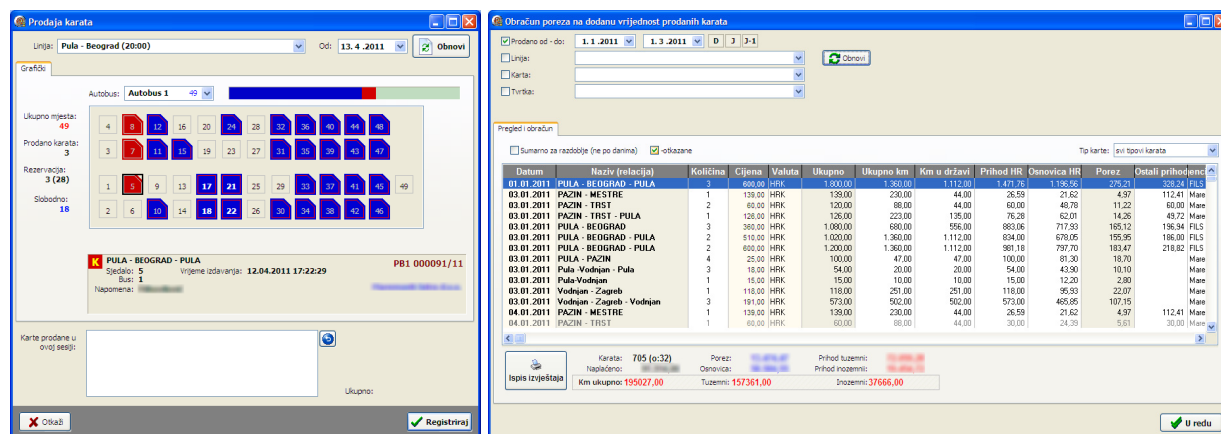 Prodaja karata
Linija: Pula - Beograd (20:00) Od: 13. 4 .2011 Obnovi
Grafički
Autobus: Autobus 1 49
Ukupno mjesta:
49
Prodano karata:
3
Rezervacija:
3 (28)
Slobodno:
18
4 8 12 16 20 24 28 32 36 40 44 48
3 7 11 15 19 23 27 31 35 39 43 47
1 5 9 13 17 21 25 29 33 37 41 45 49
2 6 10 14 18 22 26 30 34 38 42 46
K PULA - BEOGRAD - PULA PB1 000091/11
Sjedalo: 5 Vrijeme izdavanja: 12.04.2011 17:22:29
Bus: 1
Napomena:
Karte prodane u
ovoj sesiji:
Ukupno:
Otkaži Registriraj
Obračun poreza na dodanu vrijednost prodanih karata
Prodano od - do: 1. 1 .2011 1. 3 .2011 D J J-1
Linija: Obnovi
Karta:
Tvrtka:
Pregled i obračun
Sumarno za razdoblje (ne po danima) -otkazane Tip karte: svi tipovi karata
Datum Naziv (relacija) Količina Cijena Valuta Ukupno Ukupno km Km u državi Prihod HR Osnovica HR Porez Ostali prihod
01.01.2011 PULA - BEOGRAD - PULA 3 600,00 HRK 1.800,00 1.360,00 1.112,00 1.471,76 1.196,56 275,21 328,24 FILS
03.01.2011 PAZIN - MESTRE 1 139,00 HRK 139,00 230,00 44,00 26,59 21,62 4,97 112,41 Mare
03.01.2011 PAZIN - TRST 2 60,00 HRK 120,00 88,00 44,00 60,00 48,78 11,22 60,00 Mare
03.01.2011 PAZIN - TRST - PULA 1 126,00 HRK 126,00 223,00 135,00 76,28 62,01 14,26 49,72 Mare
03.01.2011 PULA - BEOGRAD 3 360,00 HRK 1.080,00 680,00 556,00 883,06 717,93 165,12 196,94 FILS
03.01.2011 PULA - BEOGRAD - PULA 2 510,00 HRK 1.020,00 1.360,00 1.112,00 834,00 678,05 155,95 186,00 FILS
03.01.2011 PULA - BEOGRAD - PULA 2 600,00 HRK 1.200,00 1.360,00 1.112,00 981,18 797,70 183,47 218,82 FILS
03.01.2011 PULA - PAZIN 4 25,00 HRK 100,00 47,00 47,00 100,00 81,30 18,70 Mare
03.01.2011 Pula -Vodnjan - Pula 3 18,00 HRK 54,00 20,00 20,00 54,00 43,90 10,10 Mare
03.01.2011 Pula-Vodnjan 1 15,00 HRK 15,00 10,00 10,00 15,00 12,20 2,80 Mare
03.01.2011 Vodnjan - Zagreb 1 118,00 HRK 118,00 251,00 251,00 118,00 95,93 22,07 Mare
03.01.2011 Vodnjan - Zagreb - Vodnjan 3 191,00 HRK 573,00 502,00 502,00 573,00 465,85 107,15 Mare
04.01.2011 PAZIN - MESTRE 1 139,00 HRK 139,00 230,00 44,00 26,59 21,62 4,97 112,41 Mare
04.01.2011 PAZIN - TRST 1 60,00 HRK 60,00 88,00 44,00 30,00 24,39 5,61 30,00 Mare
Ispis izvještaja
Karata: 705 (o:32) Porez: Prihod tuzemni:
Naplaćeno: Osnovica: Prihod inozemni:
Km ukupno: 195027,00 Tuzemni: 157361,00 Inozemni: 37666,00
U redu